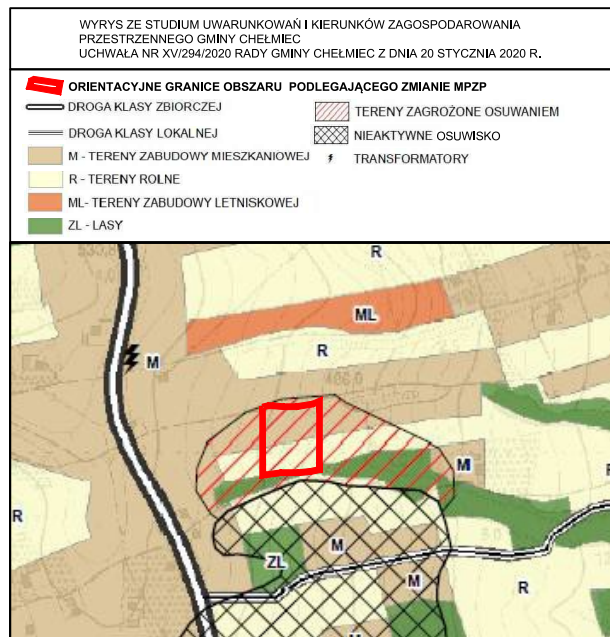 WYRYS ZE STUDIUM UWARUNKOWAŃ I KIERUNKÓW ZAGOSPODAROWANIA
PRZESTRZENNEGO GMINY CHEŁMIEC
UCHWAŁA NR XV/294/2020 RADY GMINY CHEŁMIEC Z DNIA 20 STYCZNIA 2020 R.
ORIENTACYJNE GRANICE OBSZARU PODLEGAJĄCEGO ZMIANIE MPZP
DROGA KLASY ZBIORCZEJ
TERENY ZAGROŻONE OSUWANIEM
DROGA KLASY LOKALNEJ
NIEAKTYWNE OSUWISKO
M - TERENY ZABUDOWY MIESZKANIOWEJ
TRANSFORMATORY
R - TERENY ROLNE
ML- TERENY ZABUDOWY LETNISKOWEJ
ZL - LASY
R
ML
R
M
M
R
R
M
ZL
M
R
M